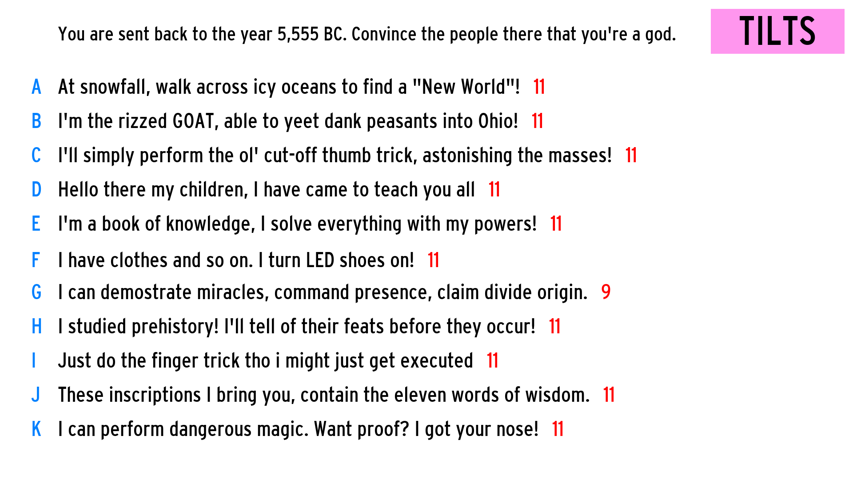 You are sent back to the year 5,555 BC. Convince the people there that you're a god.
TILTS
A At snowfall, walk across icy oceans to find a "New World"! 11
B I'm the rizzed GOAT, able to yeet dank peasants into Ohio! 11
C I'll simply perform the ol' cut-off thumb trick, astonishing the masses! 11
D Hello there my children, I have came to teach you all 11
E I'm a book of knowledge, I solve everything with my powers! 11
F I have clothes and so on. I turn LED shoes on! 11
G I can demostrate miracles, command presence, claim divide origin. 9
H I studied prehistory! I'll tell of their feats before they occur! 11
I Just do the finger trick tho i might just get executed 11
J These inscriptions I bring you, contain the eleven words of wisdom. 11
K I can perform dangerous magic. Want proof? I got your nose! 11